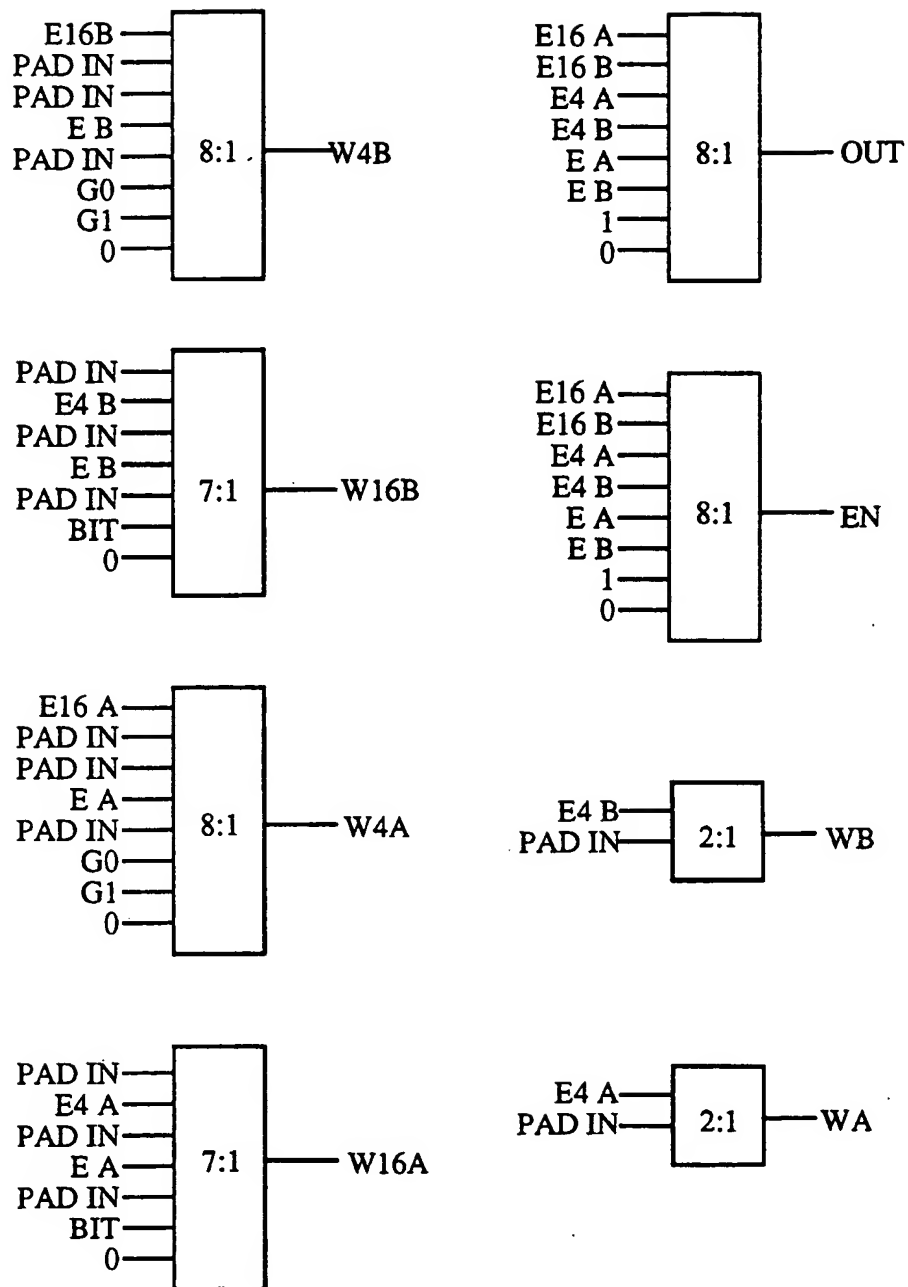 E16B
PAD IN
PAD IN
E B
PAD IN
G0
G1
0
8:1
W4B
E16 A
E16 B
E4 A
E4 B
E A
E B
1
0
8:1
OUT
PAD IN
E4 B
PAD IN
E B
PAD IN
BIT
0
7:1
W16B
E16 A
E16 B
E4 A
E4 B
E A
E B
1
0
8:1
EN
E16 A
PAD IN
PAD IN
E A
PAD IN
G0
G1
0
8:1
W4A
E4 B
PAD IN
2:1
WB
PAD IN
E4 A
PAD IN
E A
PAD IN
BIT
0
7:1
W16A
E4 A
PAD IN
2:1
WA